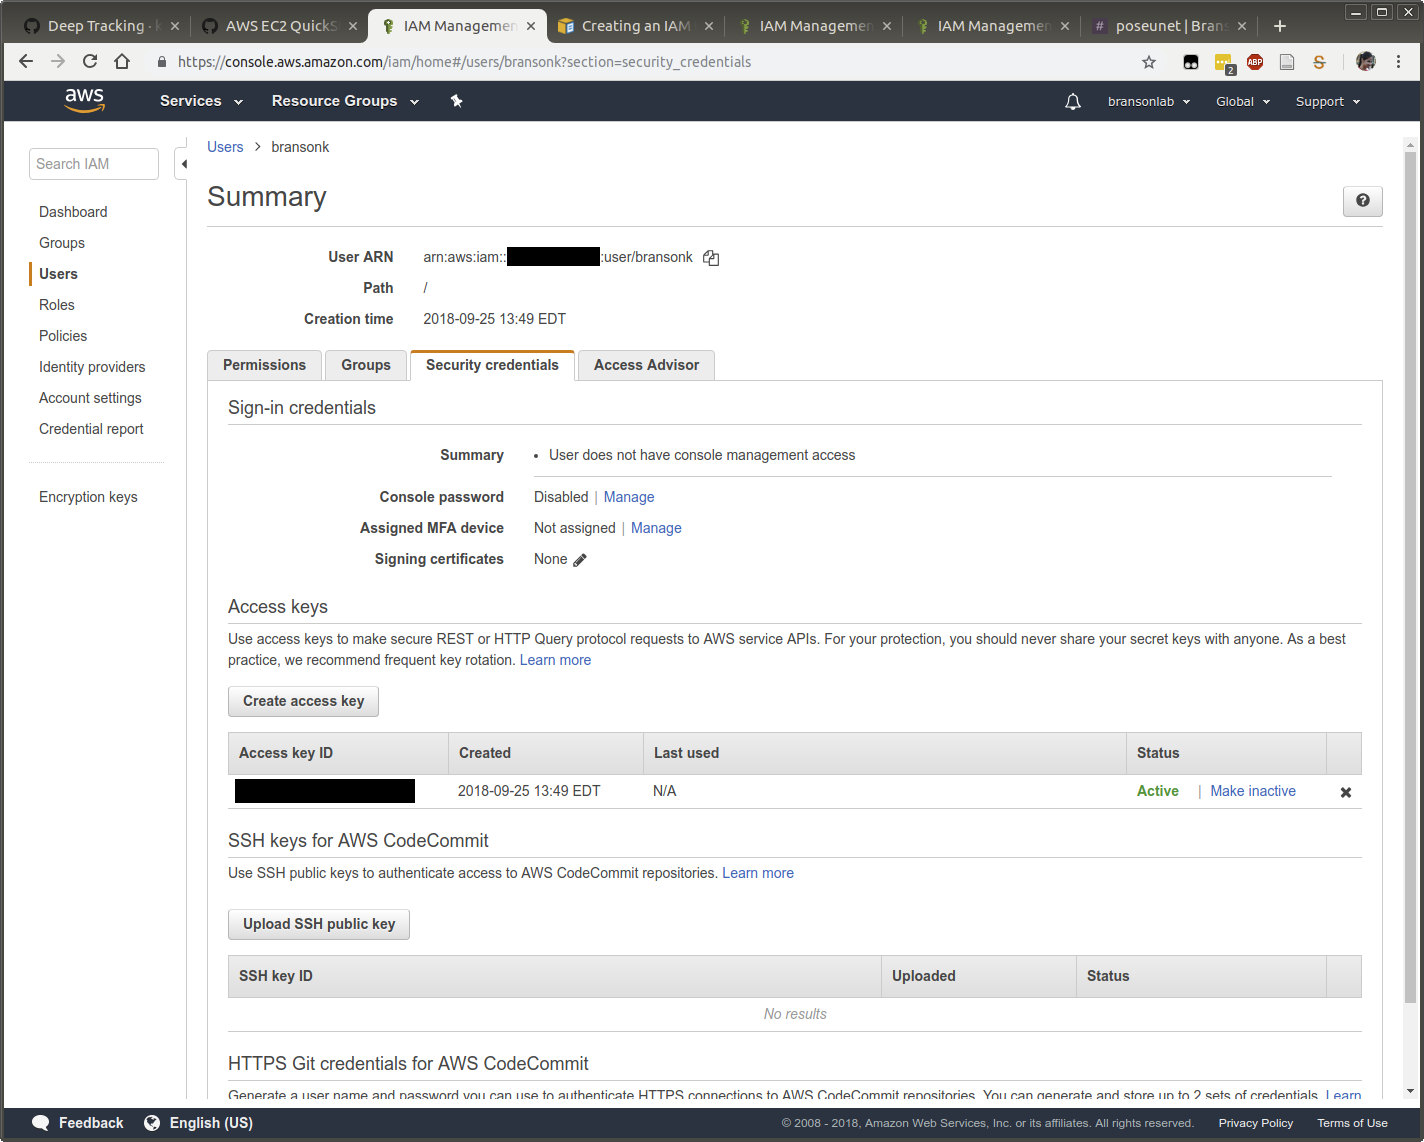 Deep Tracking · k
AWS EC2 QuickS
IAM Managemen
Creating an IAM
IAM Managemen
IAM Managemen
# poseunet | Brans
https://console.aws.amazon.com/iam/home#/users/bransonk?section=security_credentials
2
ABP
S
aws
Services
Resource Groups
bransonlab
Global
Support
Search IAM
Dashboard
Groups
Users
Roles
Policies
Identity providers
Account settings
Credential report
Encryption keys
Users > bransonk
Summary
?
User ARN arn:aws:iam:: :user/bransonk
Path /
Creation time 2018-09-25 13:49 EDT
Permissions
Groups
Security credentials
Access Advisor
Sign-in credentials
Summary • User does not have console management access
Console password Disabled | Manage
Assigned MFA device Not assigned | Manage
Signing certificates None
Access keys
Use access keys to make secure REST or HTTP Query protocol requests to AWS service APIs. For your protection, you should never share your secret keys with anyone. As a best
practice, we recommend frequent key rotation. Learn more
Create access key
Access key ID Created Last used Status
2018-09-25 13:49 EDT N/A Active | Make inactive
SSH keys for AWS CodeCommit
Use SSH public keys to authenticate access to AWS CodeCommit repositories. Learn more
Upload SSH public key
SSH key ID Uploaded Status
No results
HTTPS Git credentials for AWS CodeCommit
Generate a user name and password you can use to authenticate HTTPS connections to AWS CodeCommit repositories. You can generate and store up to 2 sets of credentials. Learn
Feedback
English (US)
© 2008 - 2018, Amazon Web Services, Inc. or its affiliates. All rights reserved.
Privacy Policy
Terms of Use